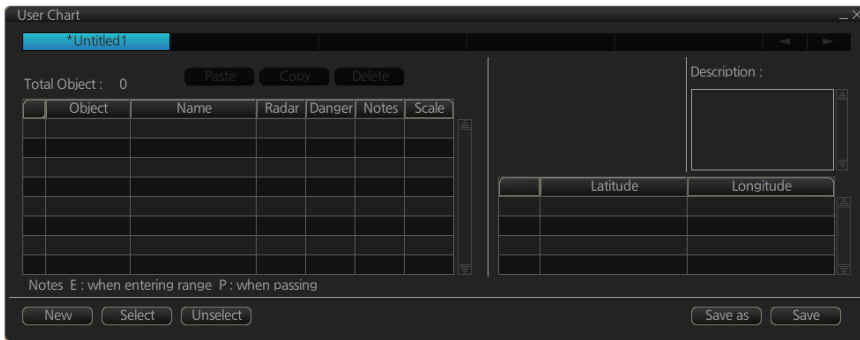 User Chart
*Untitled1
Total Object : 0 Paste Copy Delete
Description :
Object Name Radar Danger Notes Scale
Latitude Longitude
Notes E : when entering range P : when passing
New Select Unselect Save as Save